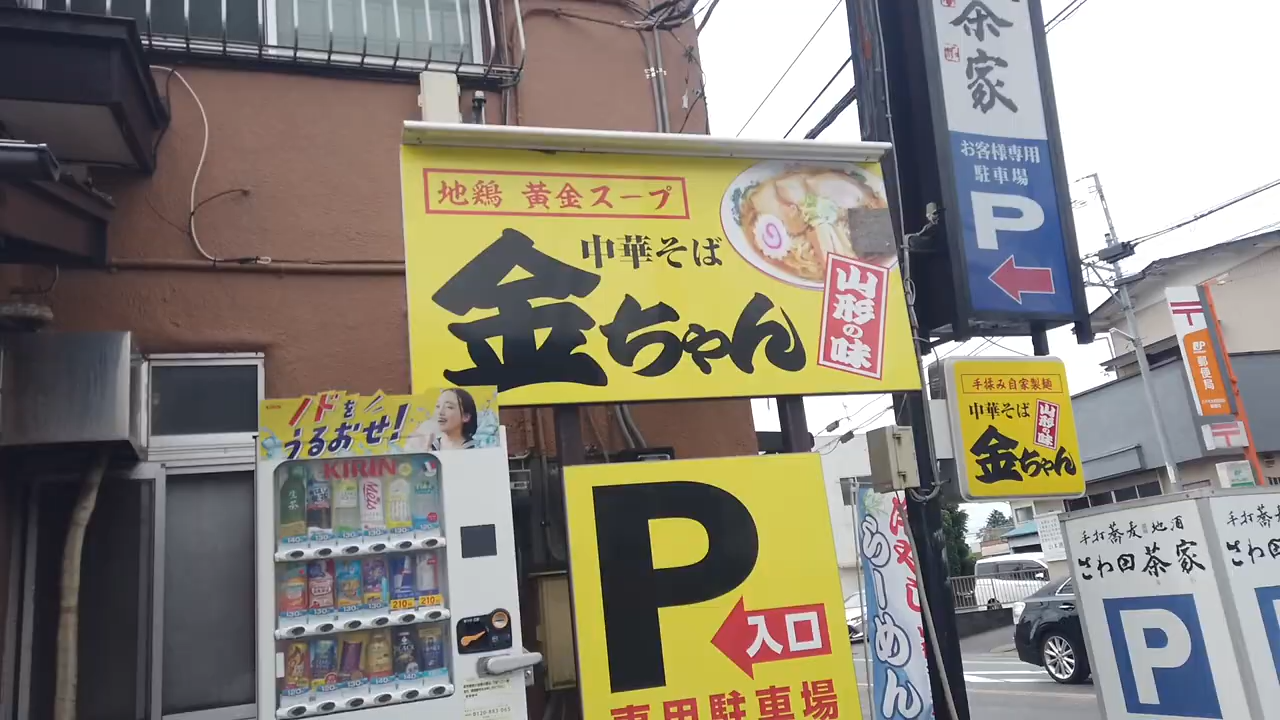 地鶏 黄金スープ
中華そば
金ちゃん
山形の味
茶家
お客様専用
駐車場
P
手揉み自家製麺
中華そば
山形の味
金ちゃん
郵便局
ノドを
うるおせ!
KIRIN
生茶
Mets
P
入口
専用駐車場
らーめん
手打蕎麦 地酒
さわ田茶家
P
手打蕎
さわ田